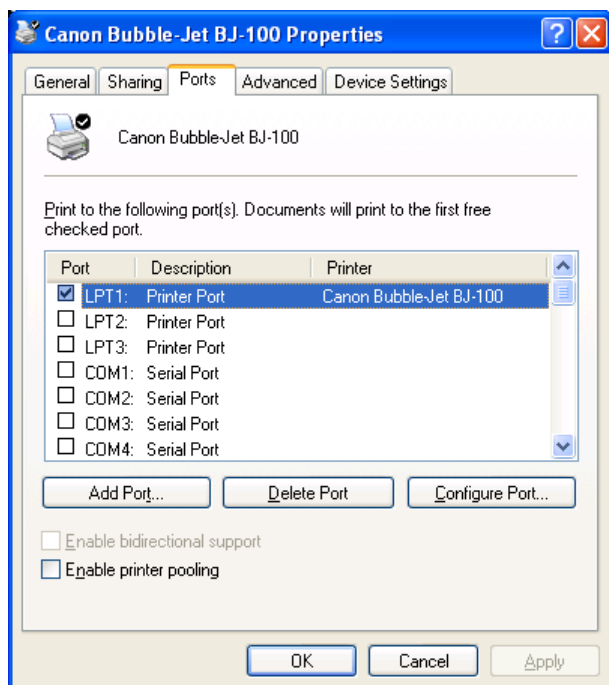 Canon Bubble-Jet BJ-100 Properties
General Sharing Ports Advanced Device Settings
Canon Bubble-Jet BJ-100
Print to the following port(s). Documents will print to the first free
checked port.
Port Description Printer
LPT1: Printer Port Canon Bubble-Jet BJ-100
LPT2: Printer Port
LPT3: Printer Port
COM1: Serial Port
COM2: Serial Port
COM3: Serial Port
COM4: Serial Port
Add Port... Delete Port Configure Port...
Enable bidirectional support
Enable printer pooling
OK Cancel Apply